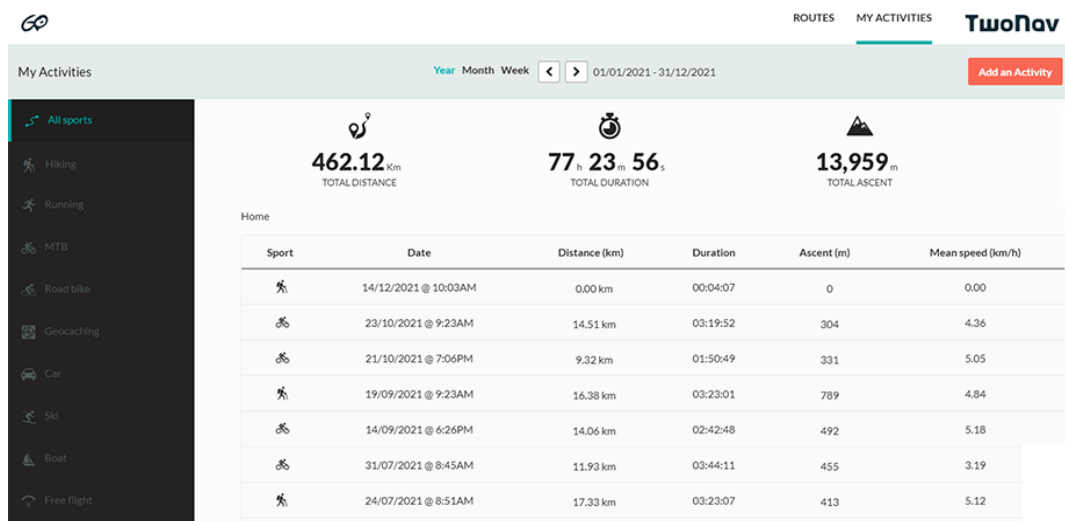 GO
ROUTES MY ACTIVITIES TwoNav
My Activities Year Month Week < > 01/01/2021 - 31/12/2021 Add an Activity
All sports
Hiking
Running
MTB
Road bike
Geocaching
Car
Ski
Boat
Free flight
462.12 Km 77 h 23 m 56 s 13,959 m
TOTAL DISTANCE TOTAL DURATION TOTAL ASCENT
Home
Sport Date Distance (km) Duration Ascent (m) Mean speed (km/h)
14/12/2021 @ 10:03AM 0.00 km 00:04:07 0 0.00
23/10/2021 @ 9:23AM 14.51 km 03:19:52 304 4.36
21/10/2021 @ 7:06PM 9.32 km 01:50:49 331 5.05
19/09/2021 @ 9:23AM 16.38 km 03:23:01 789 4.84
14/09/2021 @ 6:26PM 14.06 km 02:42:48 492 5.18
31/07/2021 @ 8:45AM 11.93 km 03:44:11 455 3.19
24/07/2021 @ 8:51AM 17.33 km 03:23:07 413 5.12